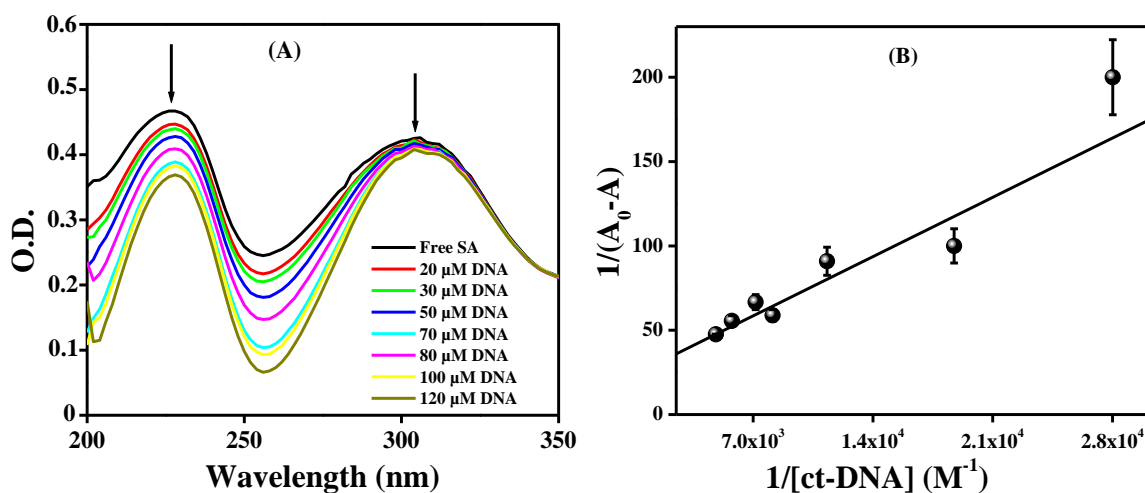 (A)
O.D.
0.6
0.5
0.4
0.3
0.2
0.1
0
Free SA
20 µM DNA
30 µM DNA
50 µM DNA
70 µM DNA
80 µM DNA
100 µM DNA
120 µM DNA
200 250 300 350
Wavelength (nm)
(B)
1/(A₀-A)
200
150
100
50
0
7.0x10³ 1.4x10⁴ 2.1x10⁴ 2.8x10⁴
1/[ct-DNA] (M⁻¹)